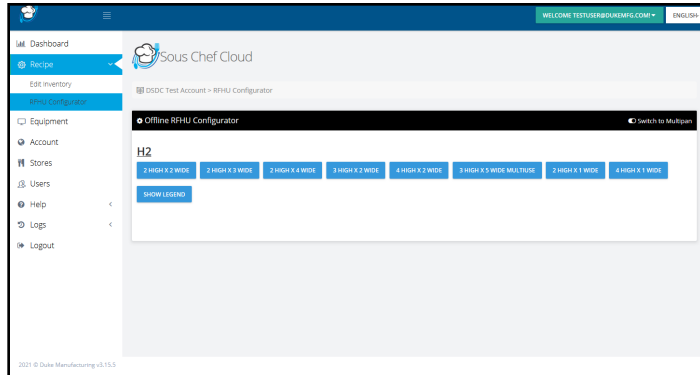 WELCOME TESTUSER@DUKEMFG.COM!
ENGLISH-
Dashboard
Recipe
Edit Inventory
RFHU Configurator
Equipment
Account
Stores
Users
Help
Logs
Logout
Sous Chef Cloud
DSDC Test Account > RFHU Configurator
Offline RFHU Configurator
Switch to Multipan
H2
2 HIGH X 2 WIDE 2 HIGH X 3 WIDE 2 HIGH X 4 WIDE 3 HIGH X 2 WIDE 4 HIGH X 2 WIDE 3 HIGH X 5 WIDE MULTIUSE 2 HIGH X 1 WIDE 4 HIGH X 1 WIDE
SHOW LEGEND
2021 © Duke Manufacturing v3.15.5